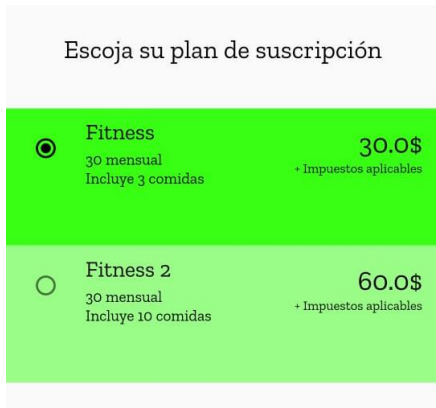 Escoja su plan de suscripción
Fitness
30 mensual
Incluye 3 comidas
30.0$
+ Impuestos aplicables
Fitness 2
30 mensual
Incluye 10 comidas
60.0$
+ Impuestos aplicables